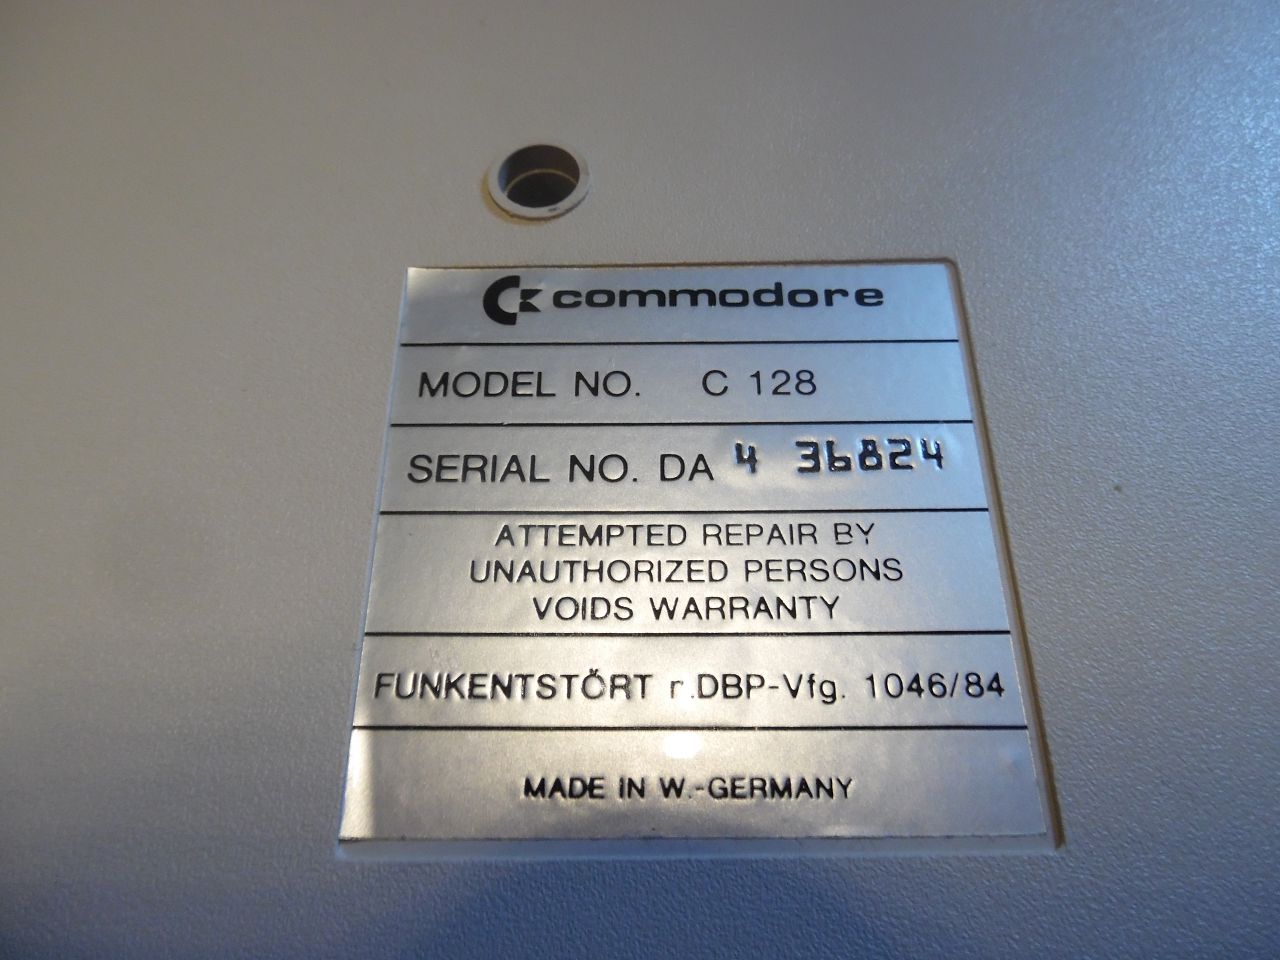 commodore
MODEL NO. C 128
SERIAL NO. DA 4 36824
ATTEMPTED REPAIR BY
UNAUTHORIZED PERSONS
VOIDS WARRANTY
FUNKENTSTÖRT r.DBP-Vfg. 1046/84
MADE IN W.-GERMANY